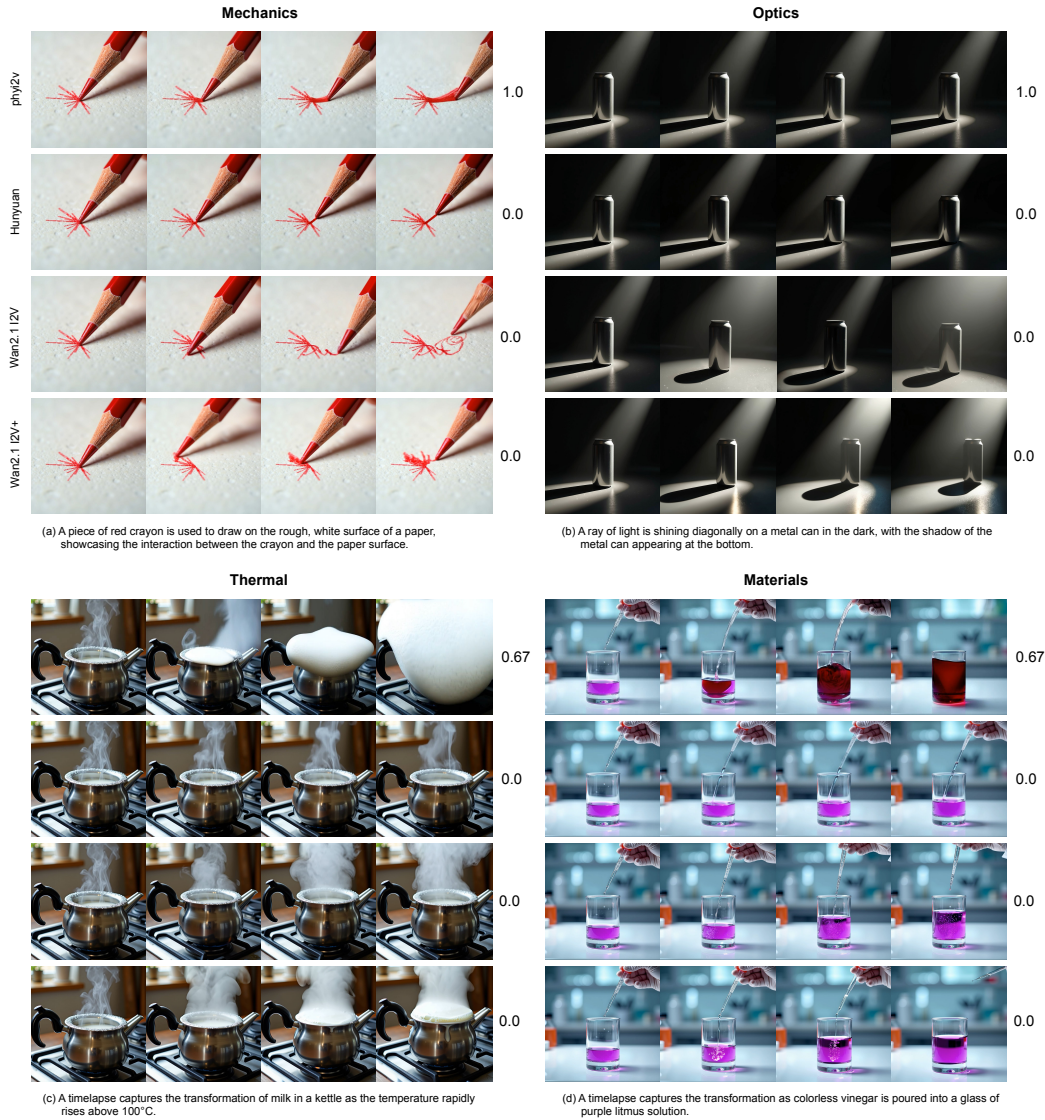 Mechanics
Optics
phyi2v
1.0
1.0
Hunyuan
0.0
0.0
Wan2.1 I2V
0.0
0.0
Wan2.1 I2V+
0.0
0.0
(a) A piece of red crayon is used to draw on the rough, white surface of a paper,
showcasing the interaction between the crayon and the paper surface.
(b) A ray of light is shining diagonally on a metal can in the dark, with the shadow of the
metal can appearing at the bottom.
Thermal
Materials
0.67
0.67
0.0
0.0
0.0
0.0
0.0
0.0
(c) A timelapse captures the transformation of milk in a kettle as the temperature rapidly
rises above 100°C.
(d) A timelapse captures the transformation as colorless vinegar is poured into a glass of
purple litmus solution.